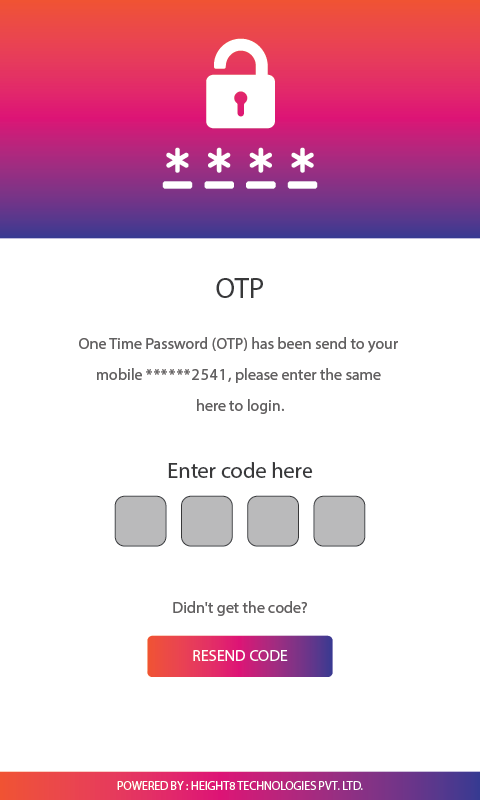 * * * *
OTP
One Time Password (OTP) has been send to your
mobile ******2541, please enter the same
here to login.
Enter code here
Didn't get the code?
RESEND CODE
POWERED BY : HEIGHT8 TECHNOLOGIES PVT. LTD.